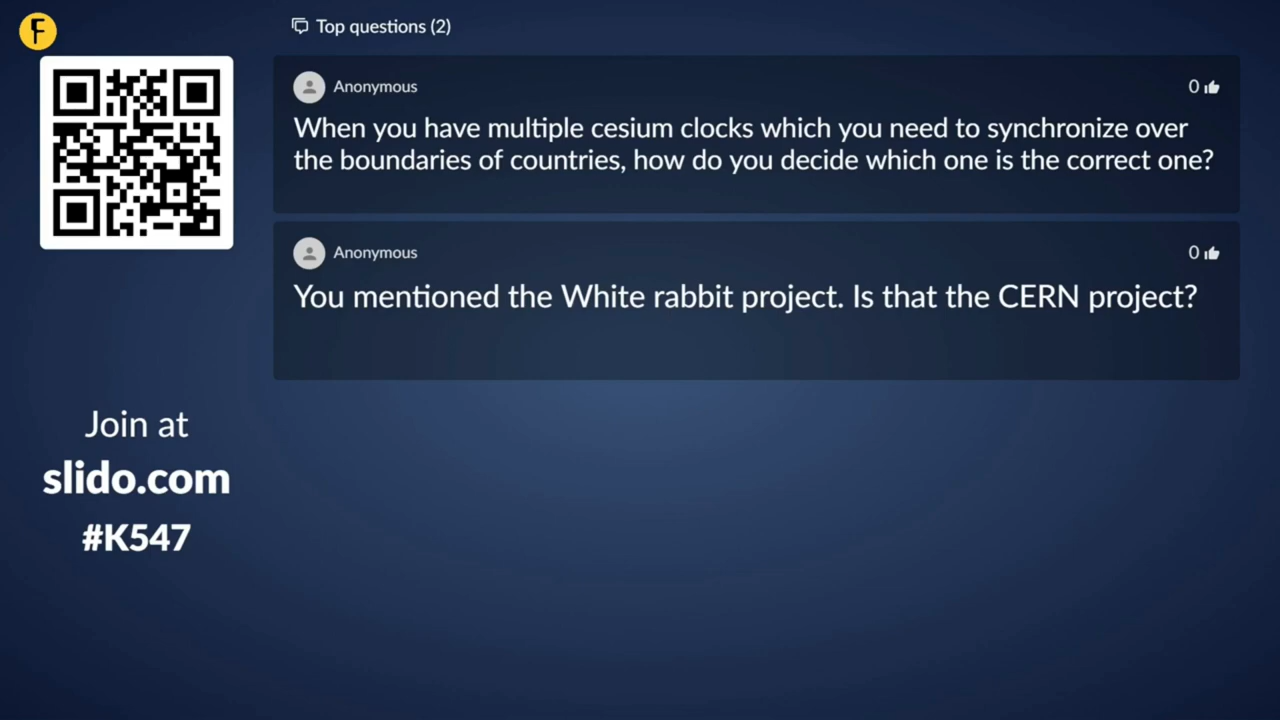 F
Top questions (2)
Anonymous
0
When you have multiple cesium clocks which you need to synchronize over
the boundaries of countries, how do you decide which one is the correct one?
Anonymous
0
You mentioned the White rabbit project. Is that the CERN project?
Join at
slido.com
#K547